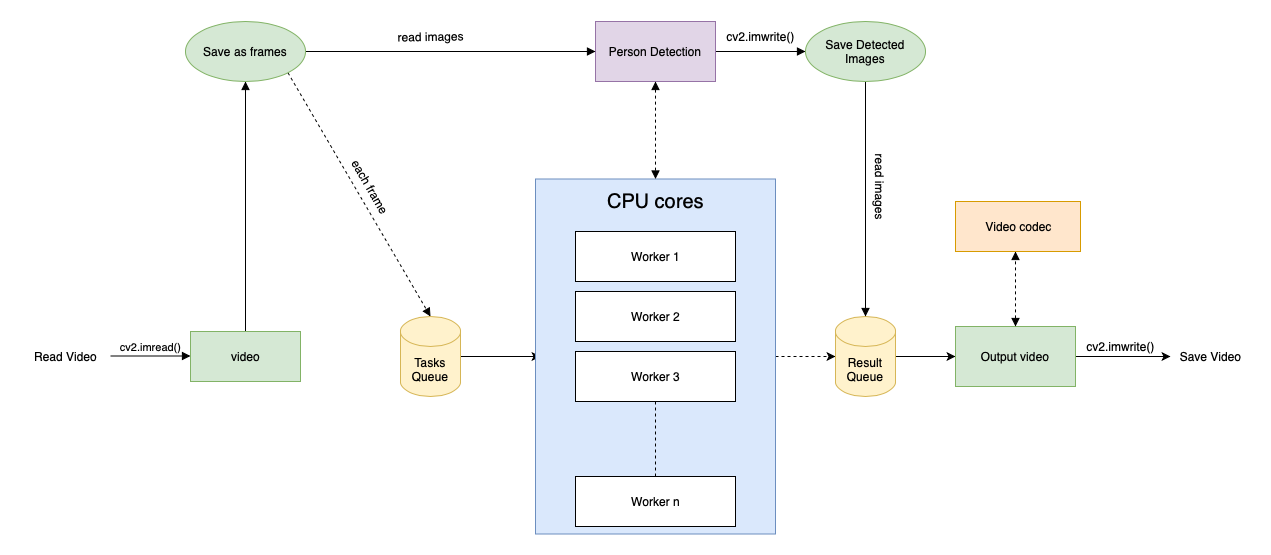 Save as frames
read images
Person Detection
cv2.imwrite()
Save Detected
Images
each frame
read images
CPU cores
Worker 1
Worker 2
Worker 3
Worker n
Video codec
Read Video
cv2.imread()
video
Tasks
Queue
Result
Queue
Output video
cv2.imwrite()
Save Video